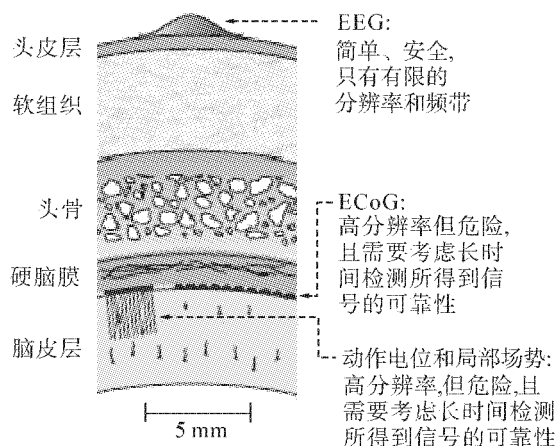 头皮层
软组织
头骨
硬脑膜
脑皮层
EEG:
简单、安全,
只有有限的
分辨率和频带
ECoG:
高分辨率但危险,
且需要考虑长时
间检测所得到信
号的可靠性
动作电位和局部场势:
高分辨率,但危险,且
需要考虑长时间检测
所得到信号的可靠性
5 mm